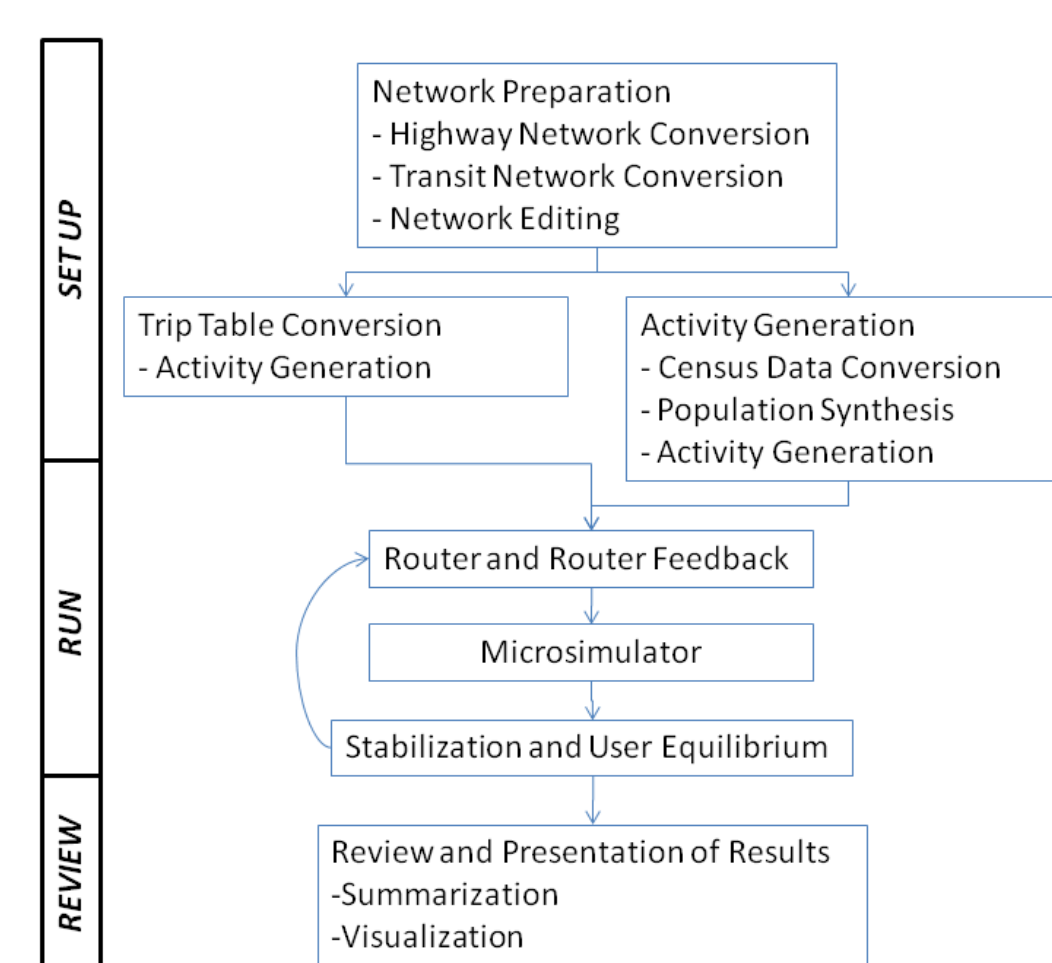 SET UP
Network Preparation
- Highway Network Conversion
- Transit Network Conversion
- Network Editing
Trip Table Conversion
- Activity Generation
Activity Generation
- Census Data Conversion
- Population Synthesis
- Activity Generation
RUN
Router and Router Feedback
Microsimulator
Stabilization and User Equilibrium
REVIEW
Review and Presentation of Results
-Summarization
-Visualization